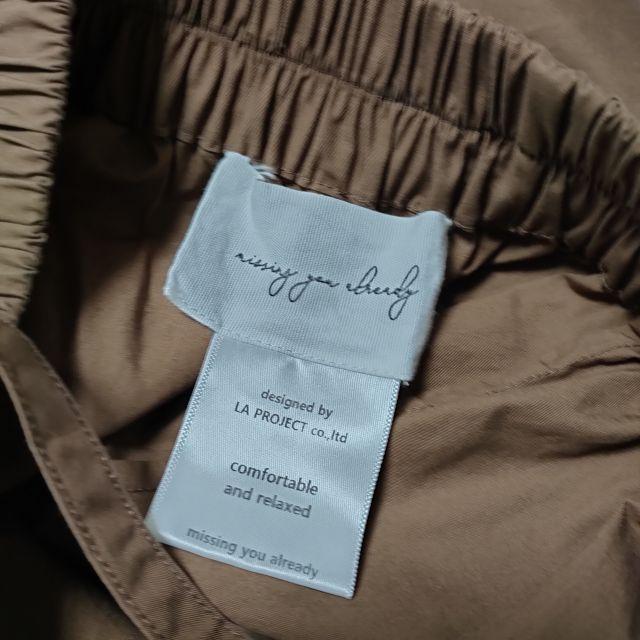 missing you already
designed by
LA PROJECT co.,ltd
comfortable
and relaxed
missing you already